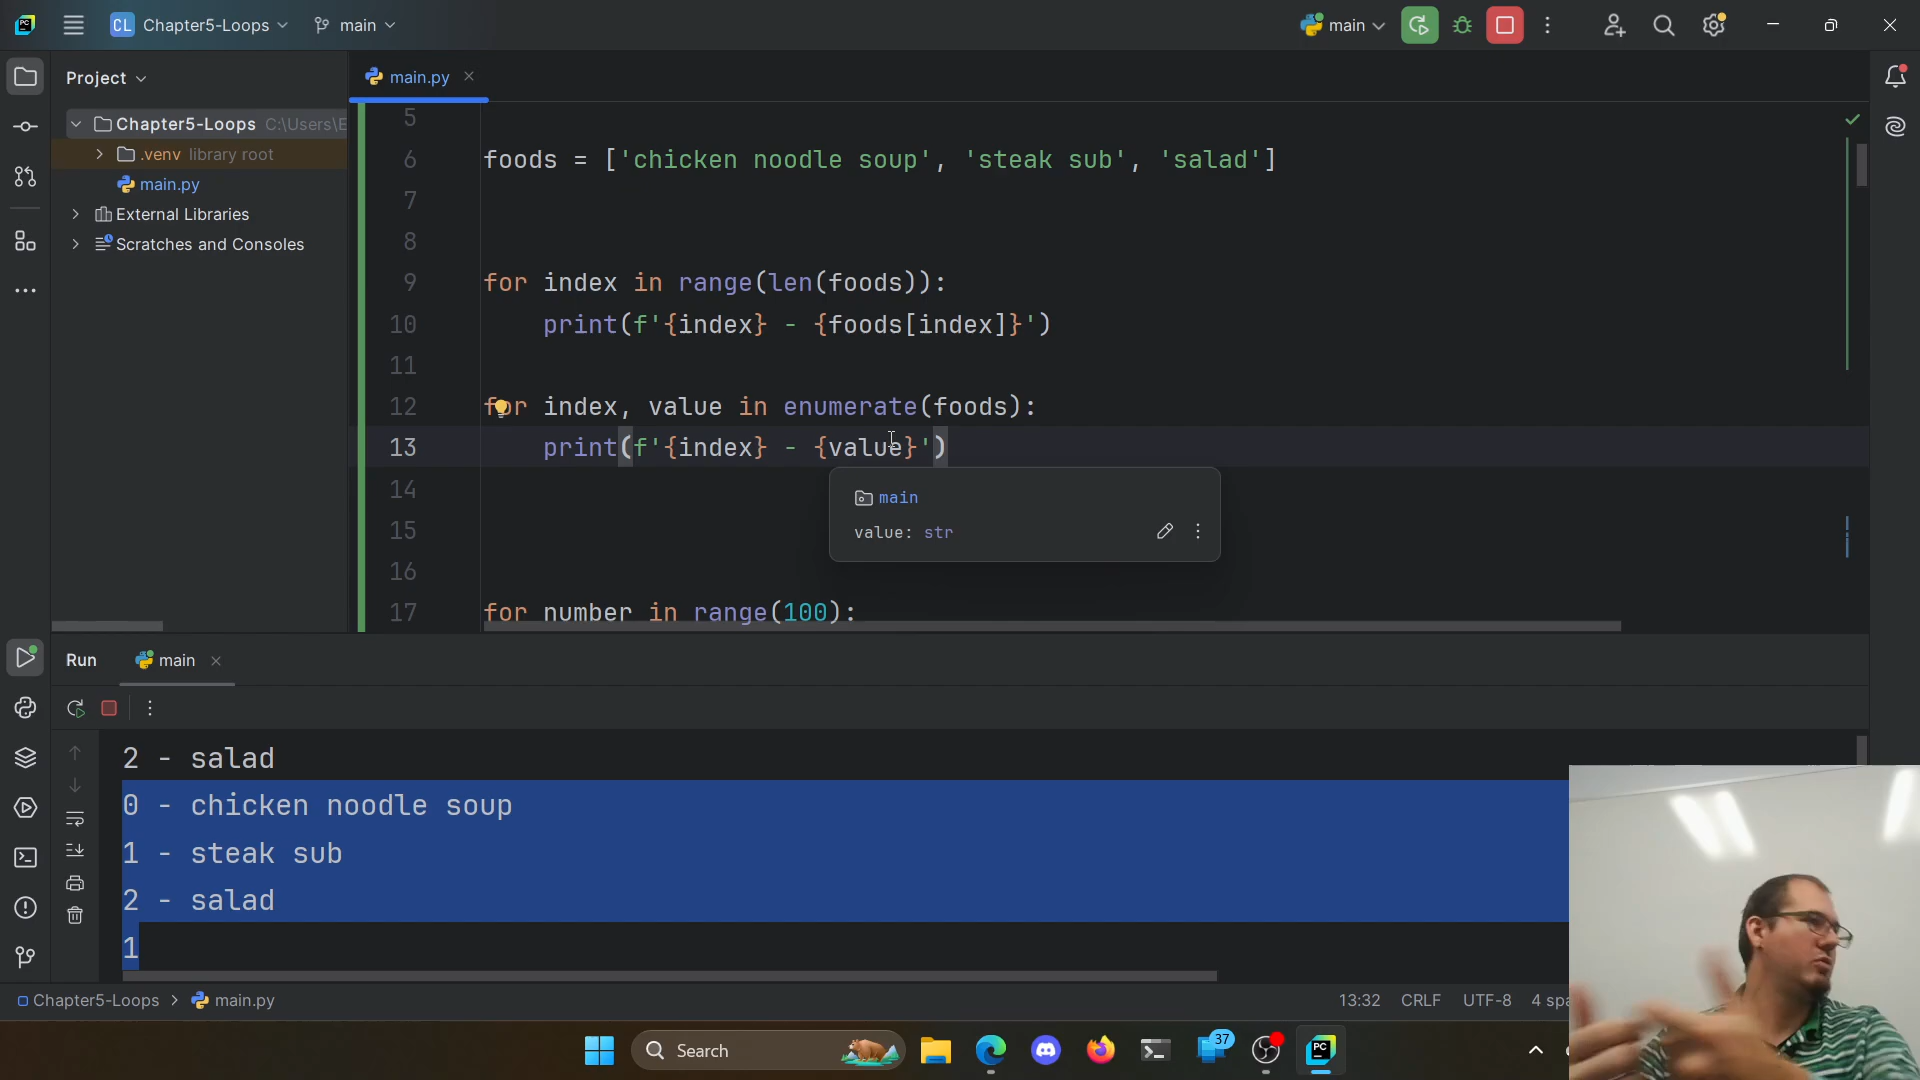 CL Chapter5-Loops main main
Project main.py
Chapter5-Loops C:\Users\E
.venv library root
main.py
External Libraries
Scratches and Consoles
5
6 foods = ['chicken noodle soup', 'steak sub', 'salad']
7
8
9 for index in range(len(foods)):
10 print(f'{index} - {foods[index]}')
11
12 for index, value in enumerate(foods):
13 print(f'{index} - {value}')
14
15
16
17 for number in range(100):
main
value: str
Run main
2 - salad
0 - chicken noodle soup
1 - steak sub
2 - salad
1
Chapter5-Loops > main.py 13:32 CRLF UTF-8 4 spa
Search 37